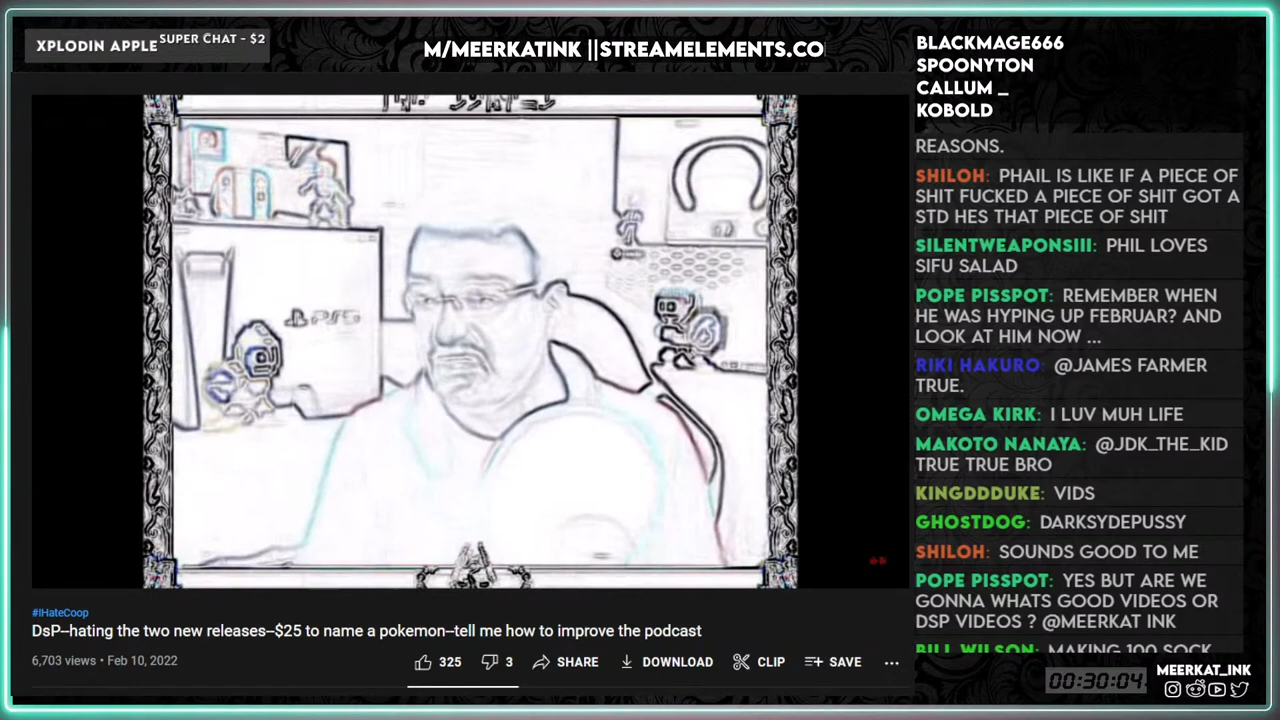 XPLODIN APPLE SUPER CHAT - $2
M/MEERKATINK ||STREAMELEMENTS.CO
BLACKMAGE666
SPOONYTON
CALLUM _
KOBOLD
REASONS.
SHILOH: PHAIL IS LIKE IF A PIECE OF
SHIT FUCKED A PIECE OF SHIT GOT A
STD HES THAT PIECE OF SHIT
SILENTWEAPONSIII: PHIL LOVES
SIFU SALAD
POPE PISSPOT: REMEMBER WHEN
HE WAS HYPING UP FEBRUAR? AND
LOOK AT HIM NOW ...
RIKI HAKURO: @JAMES FARMER
TRUE.
OMEGA KIRK: I LUV MUH LIFE
MAKOTO NANAYA: @JDK_THE_KID
TRUE TRUE BRO
KINGDDDUKE: VIDS
GHOSTDOG: DARKSYDEPUSSY
SHILOH: SOUNDS GOOD TO ME
POPE PISSPOT: YES BUT ARE WE
GONNA WHATS GOOD VIDEOS OR
DSP VIDEOS ? @MEERKAT INK
BILL WILSON: MAKING 100 SOCK
PS5
#IHateCoop
DsP--hating the two new releases--$25 to name a pokemon--tell me how to improve the podcast
6,703 views • Feb 10, 2022
325 3 SHARE DOWNLOAD CLIP SAVE ...
00:30:04
MEERKAT_INK